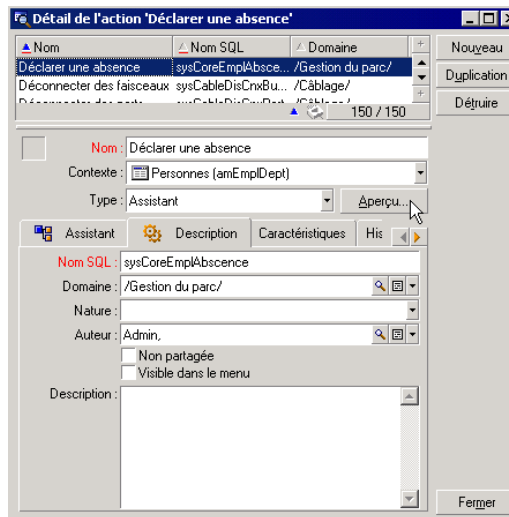 Détail de l'action 'Déclarer une absence'
Nom Nom SQL Domaine
Déclarer une absence sysCoreEmplAbsce... /Gestion du parc/
Déconnecter des faisceaux sysCableDisCnxBu... /Câblage/
150 / 150
Nouveau
Duplication
Détruire
Nom : Déclarer une absence
Contexte : Personnes (amEmplDept)
Type : Assistant Aperçu...
Assistant Description Caractéristiques His
Nom SQL : sysCoreEmplAbscence
Domaine : /Gestion du parc/
Nature :
Auteur : Admin,
Non partagée
Visible dans le menu
Description :
Fermer